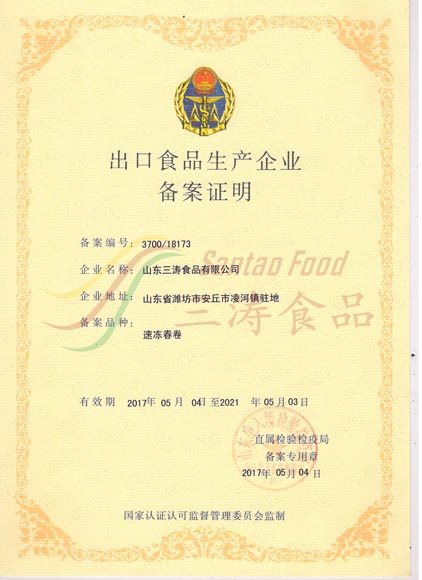 出口食品生产企业
备案证明
备案编号: 3700/18173
企业名称: 山东三涛食品有限公司
Santao Food
企业地址: 山东省潍坊市安丘市凌河镇驻地
三涛食品
备案品种: 速冻春卷
有效期 2017年 05 月 04日 至2021 年 05 月 03日
直属检验检疫局
备案专用章
2017年 05月 04 日
国家认证认可监督管理委员会监制